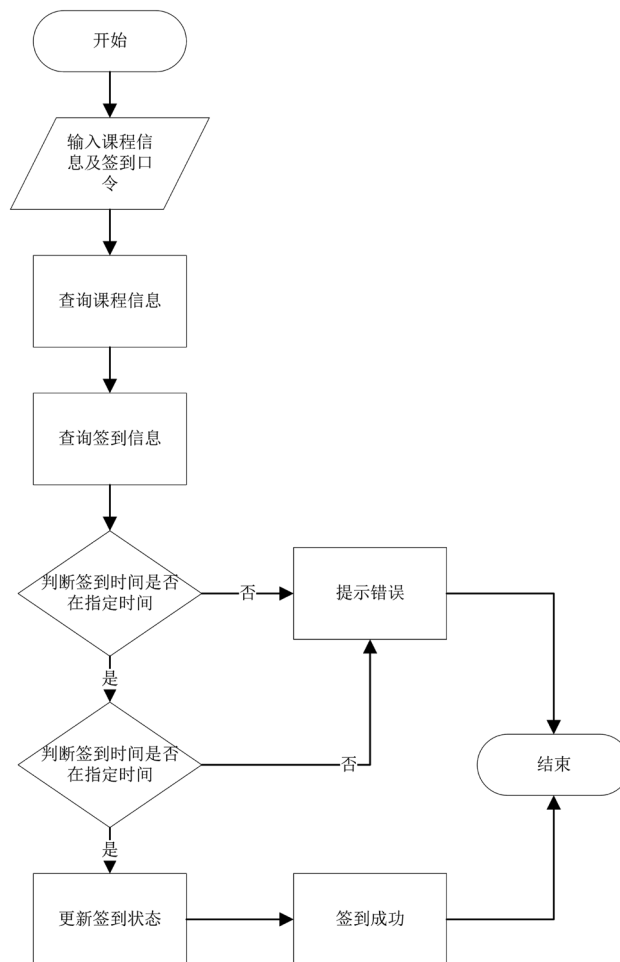 开始
输入课程信
息及签到口
令
查询课程信息
查询签到信息
判断签到时间是否
在指定时间
否
提示错误
是
判断签到时间是否
在指定时间
否
结束
是
更新签到状态
签到成功